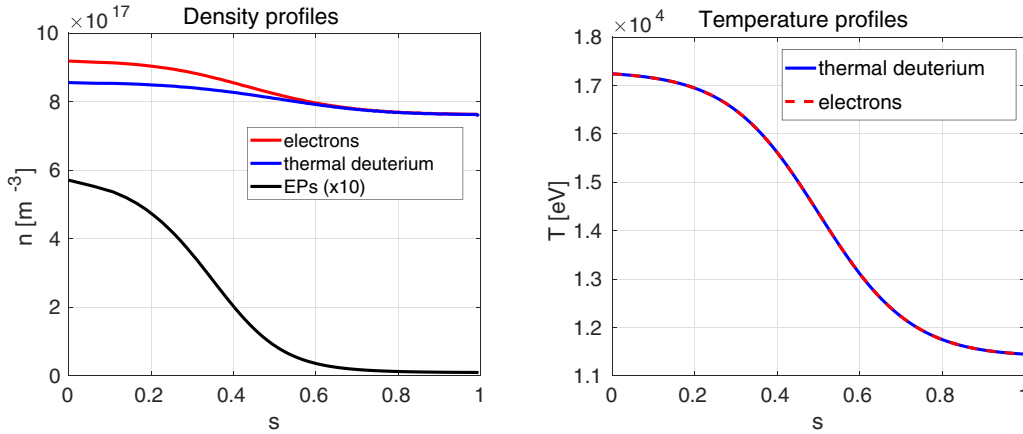 Density profiles
×10 17
10
8
6
4
2
0
n [m -3]
electrons
thermal deuterium
EPs (x10)
0 0.2 0.4 0.6 0.8 1
s
Temperature profiles
×10 4
1.8
1.7
1.6
1.5
1.4
1.3
1.2
1.1
T [eV]
thermal deuterium
electrons
0 0.2 0.4 0.6 0.8 1
s